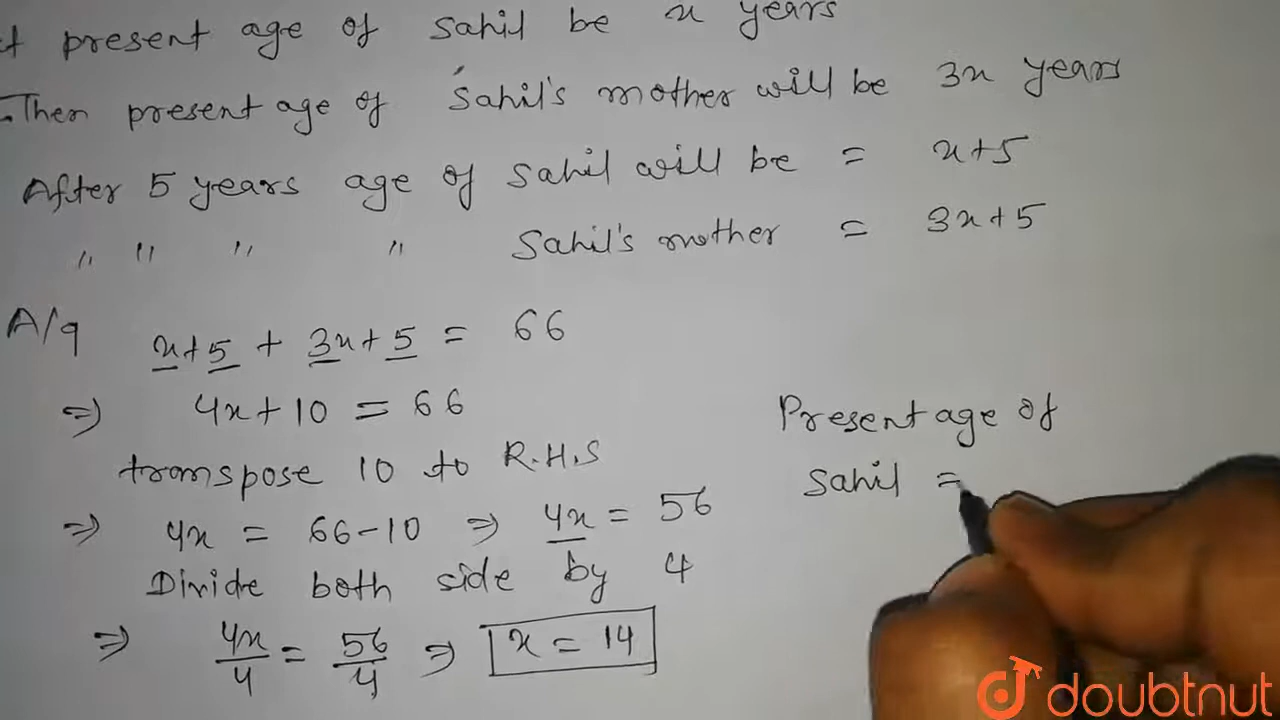 present age of Sahil be x years
Then present age of Sahil's mother will be 3x years
After 5 years age of Sahil will be = x+5
" " " " Sahil's mother = 3x+5
A/q x+5 + 3x+5 = 66
⇒ 4x+10 = 66
transpose 10 to R.H.S
⇒ 4x = 66-10 ⇒ 4x = 56
Divide both side by 4
⇒ 4x/4 = 56/4 ⇒ x = 14
Present age of
Sahil =
doubtnut